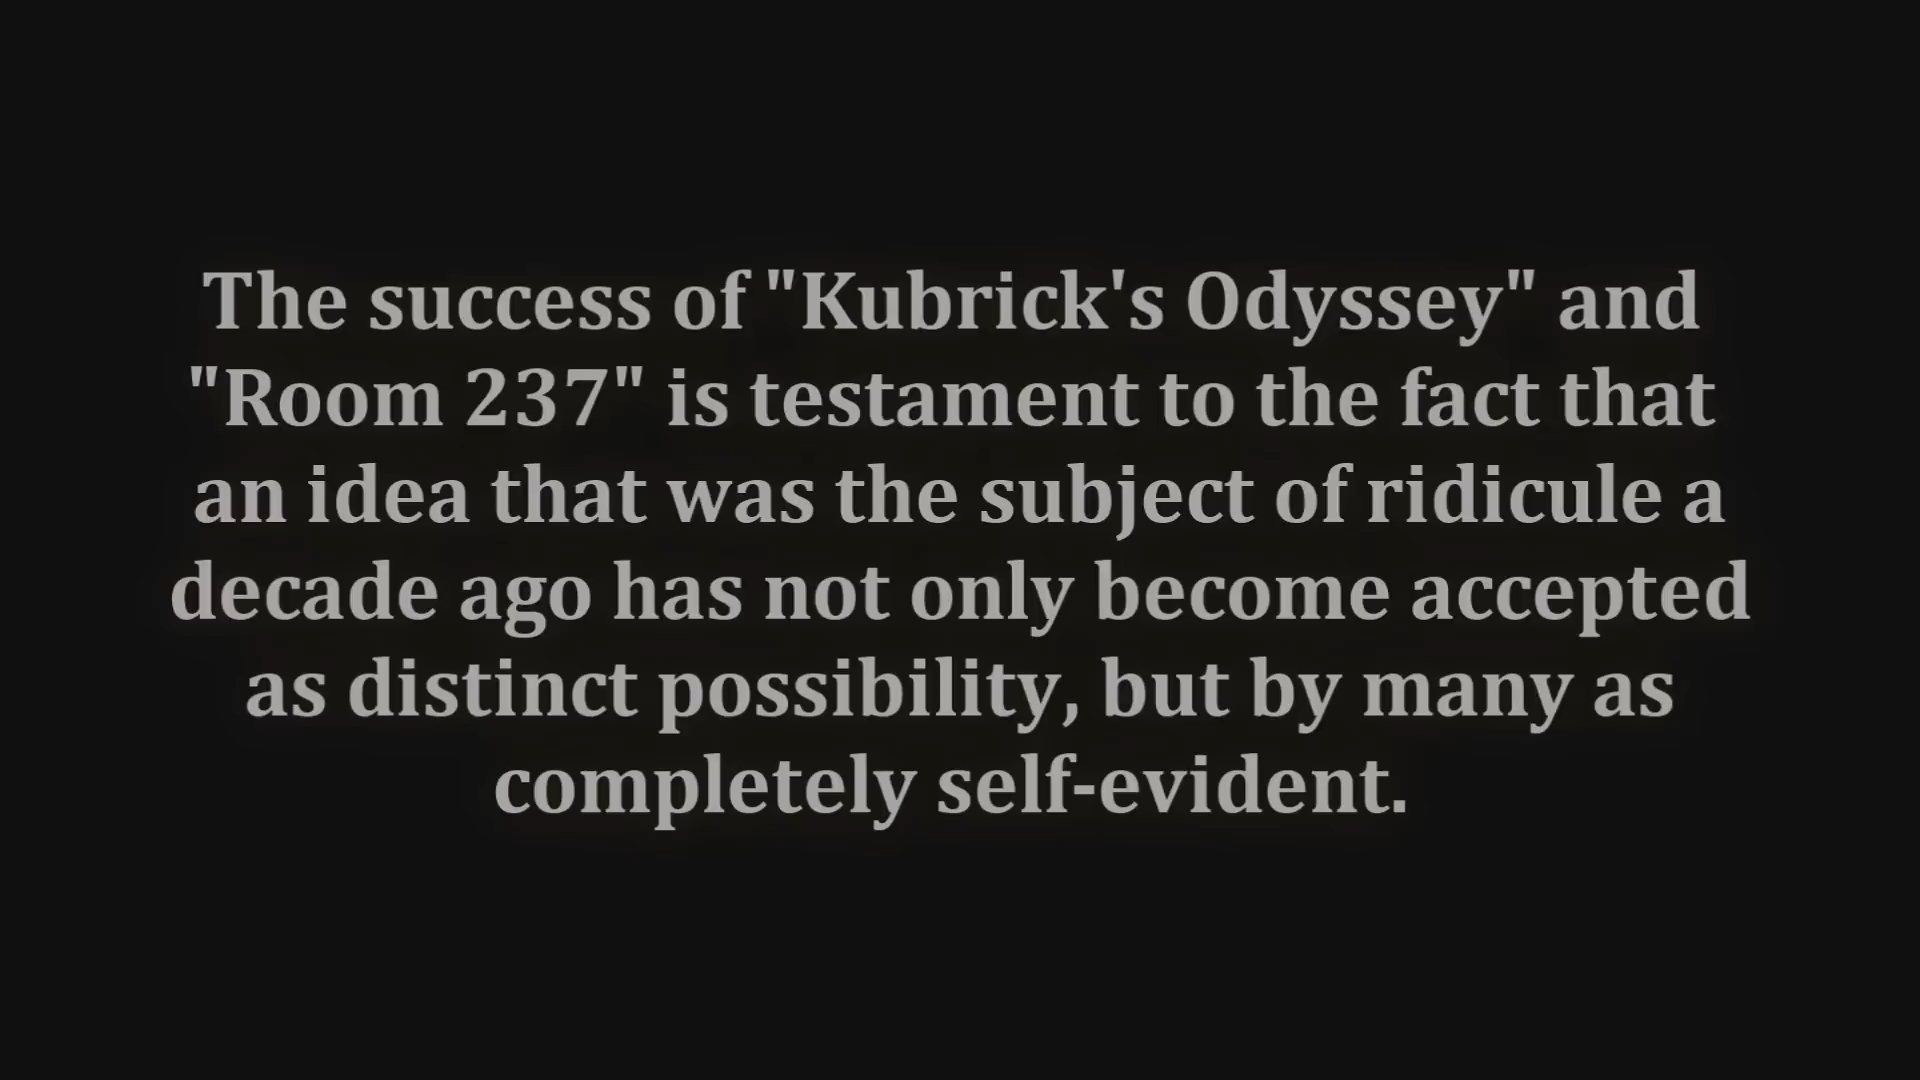 The success of "Kubrick's Odyssey" and
"Room 237" is testament to the fact that
an idea that was the subject of ridicule a
decade ago has not only become accepted
as distinct possibility, but by many as
completely self-evident.